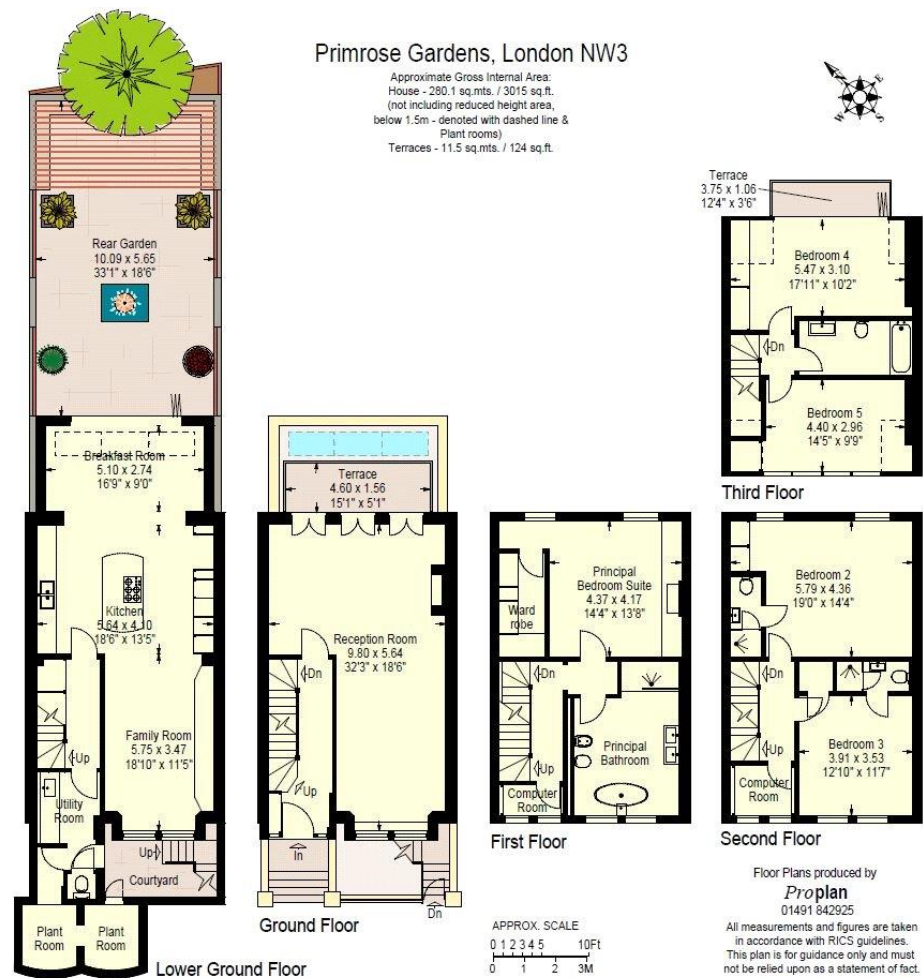 Primrose Gardens, London NW3
Approximate Gross Internal Area:
House - 280.1 sq.mts. / 3015 sq.ft.
(not including reduced height area,
below 1.5m - denoted with dashed line &
Plant rooms)
Terraces - 11.5 sq.mts. / 124 sq.ft.
N
E
W
S
Rear Garden
10.09 x 5.65
33'1" x 18'6"
Breakfast Room
5.10 x 2.74
16'9" x 9'0"
Kitchen
5.64 x 4.10
18'6" x 13'5"
Family Room
5.75 x 3.47
18'10" x 11'5"
Up
Utility
Room
Up
Courtyard
Plant
Room
Plant
Room
Lower Ground Floor
Terrace
4.60 x 1.56
15'1" x 5'1"
Reception Room
9.80 x 5.64
32'3" x 18'6"
Dn
Up
In
Dn
Ground Floor
Principal
Bedroom Suite
4.37 x 4.17
14'4" x 13'8"
Ward
robe
Dn
Up
Principal
Bathroom
Computer
Room
First Floor
Terrace
3.75 x 1.06
12'4" x 3'6"
Bedroom 4
5.47 x 3.10
17'11" x 10'2"
Dn
Bedroom 5
4.40 x 2.96
14'5" x 9'9"
Third Floor
Bedroom 2
5.79 x 4.36
19'0" x 14'4"
Dn
Up
Bedroom 3
3.91 x 3.53
12'10" x 11'7"
Computer
Room
Second Floor
APPROX. SCALE
0 1 2 3 4 5 10Ft
0 1 2 3M
Floor Plans produced by
Proplan
01491 842925
All measurements and figures are taken
in accordance with RICS guidelines.
This plan is for guidance only and must
not be relied upon as a statement of fact